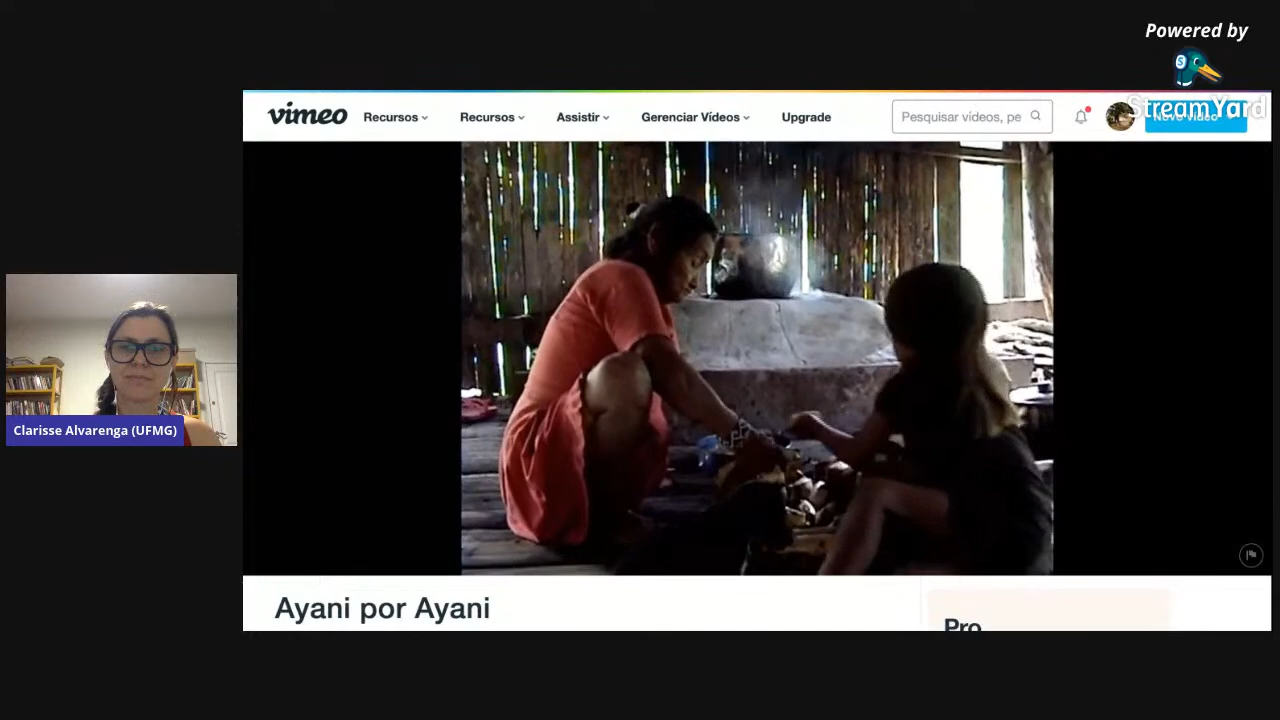 Powered by
StreamYard
vimeo
Recursos
Recursos
Assistir
Gerenciar Vídeos
Upgrade
Pesquisar vídeos, pe
Clarisse Alvarenga (UFMG)
Ayani por Ayani
Pro